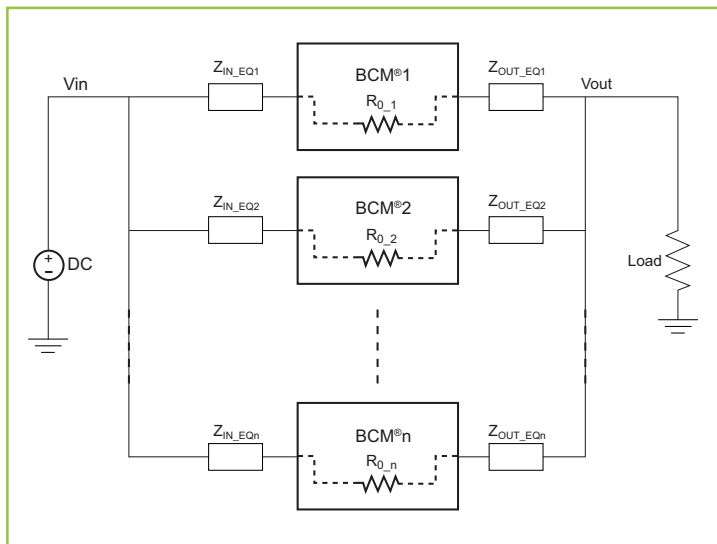 Z_IN_EQ1
BCM®1
Z_OUT_EQ1
Vin
R_0_1
Vout
Z_IN_EQ2
BCM®2
Z_OUT_EQ2
R_0_2
+
–
DC
Load
Z_IN_EQn
BCM®n
Z_OUT_EQn
R_0_n